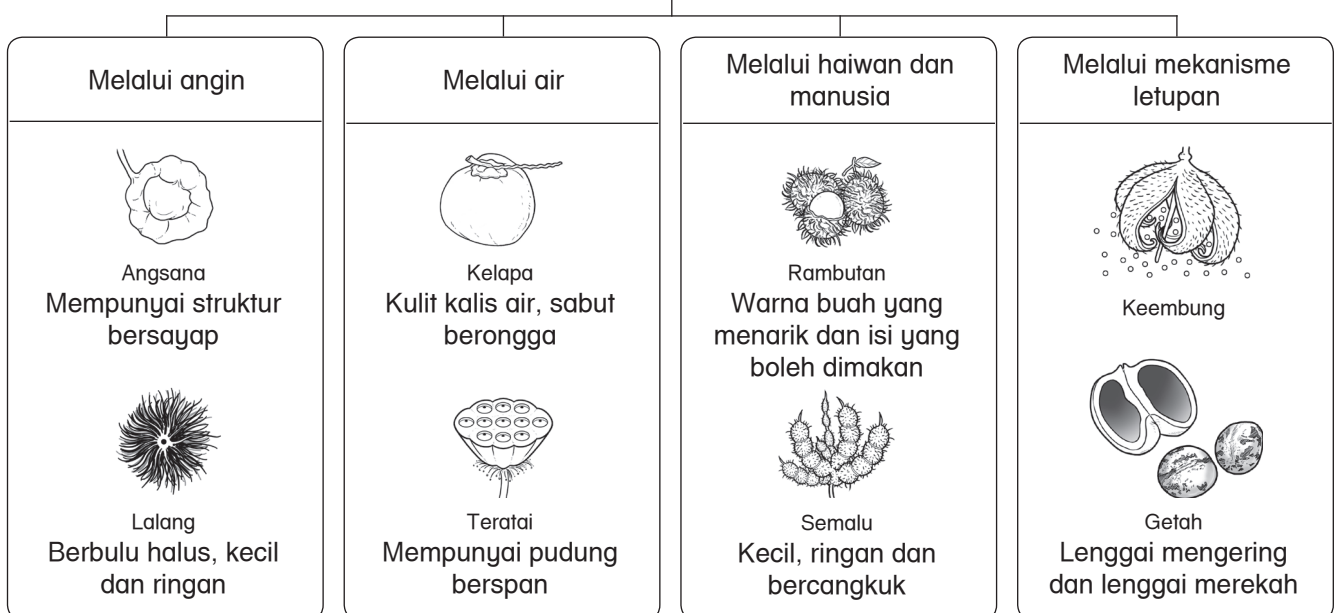 Melalui angin
Angsana
Mempunyai struktur
bersayap
Lalang
Berbulu halus, kecil
dan ringan
Melalui air
Kelapa
Kulit kalis air, sabut
berongga
Teratai
Mempunyai pudung
berspan
Melalui haiwan dan
manusia
Rambutan
Warna buah yang
menarik dan isi yang
boleh dimakan
Semalu
Kecil, ringan dan
bercangkuk
Melalui mekanisme
letupan
Keembung
Getah
Lenggai mengering
dan lenggai merekah